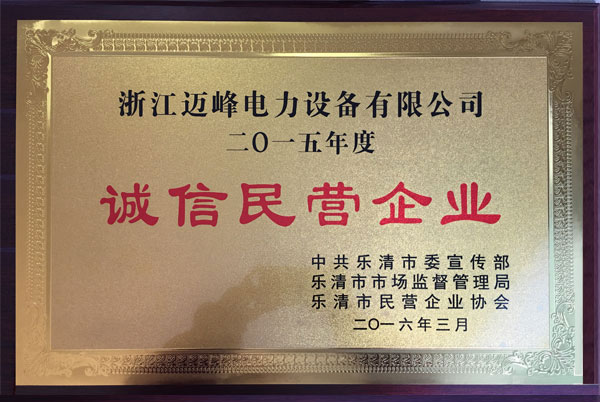 浙江迈峰电力设备有限公司
二〇一五年度
诚信民营企业
中共乐清市委宣传部
乐清市市场监督管理局
乐清市民营企业协会
二〇一六年三月